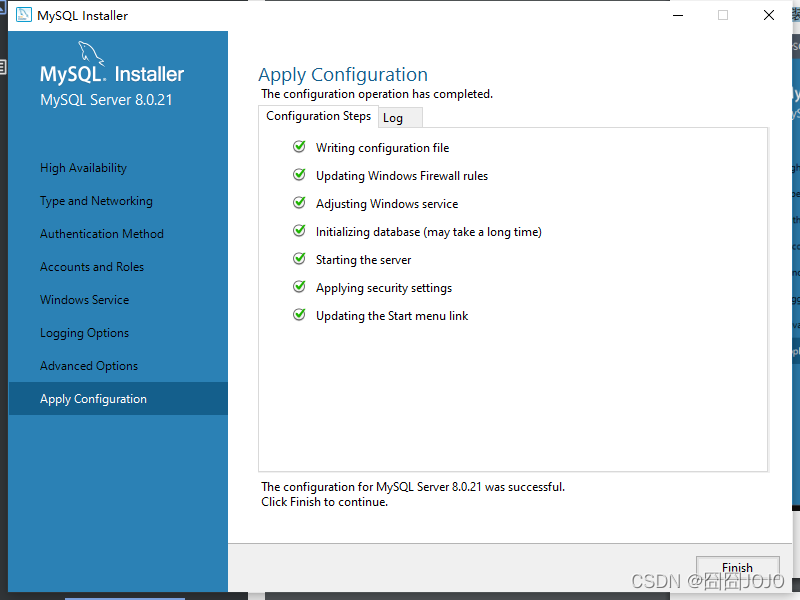 MySQL Installer
MySQL. Installer
MySQL Server 8.0.21
High Availability
Type and Networking
Authentication Method
Accounts and Roles
Windows Service
Logging Options
Advanced Options
Apply Configuration
Apply Configuration
The configuration operation has completed.
Configuration Steps
Log
Writing configuration file
Updating Windows Firewall rules
Adjusting Windows service
Initializing database (may take a long time)
Starting the server
Applying security settings
Updating the Start menu link
The configuration for MySQL Server 8.0.21 was successful.
Click Finish to continue.
Finish
CSDN @囧囧JOJO